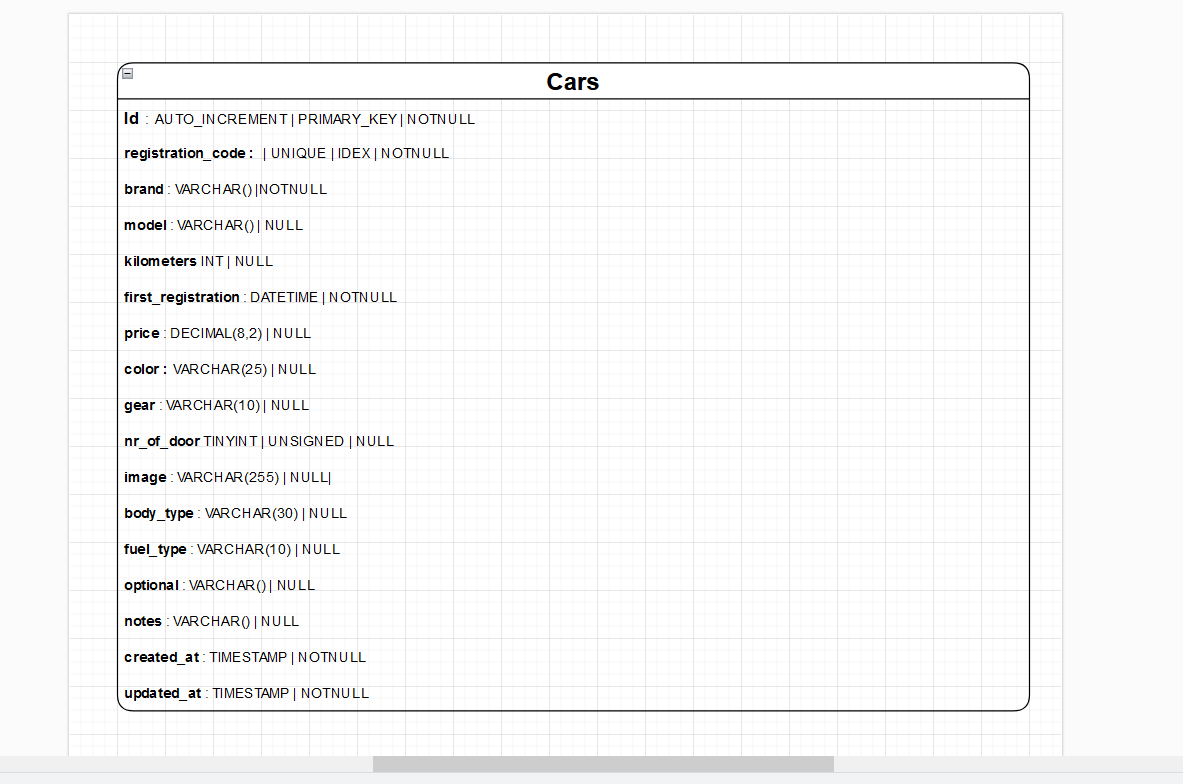 Cars
Id : AUTO_INCREMENT | PRIMARY_KEY | NOTNULL
registration_code : | UNIQUE | IDEX | NOTNULL
brand : VARCHAR() |NOTNULL
model : VARCHAR() | NULL
kilometers INT | NULL
first_registration : DATETIME | NOTNULL
price : DECIMAL(8,2) | NULL
color : VARCHAR(25) | NULL
gear : VARCHAR(10) | NULL
nr_of_door TINYINT | UNSIGNED | NULL
image : VARCHAR(255) | NULL|
body_type : VARCHAR(30) | NULL
fuel_type : VARCHAR(10) | NULL
optional : VARCHAR() | NULL
notes : VARCHAR() | NULL
created_at : TIMESTAMP | NOTNULL
updated_at : TIMESTAMP | NOTNULL